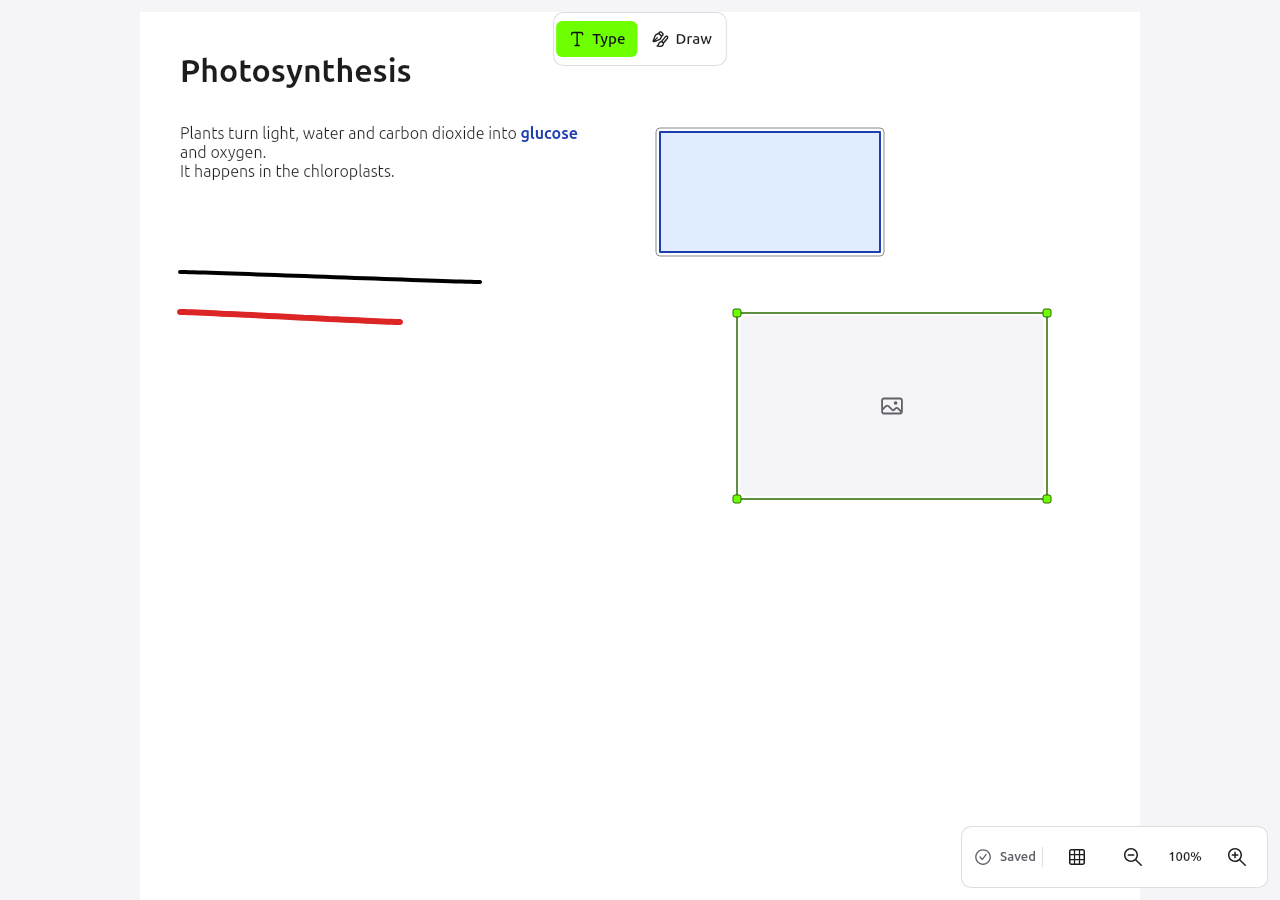 Type Draw
Photosynthesis
Plants turn light, water and carbon dioxide into glucose
and oxygen.
It happens in the chloroplasts.
Saved 100%